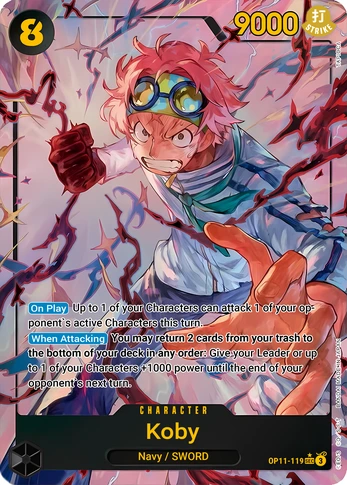 8
9000
打
STRIKE
On Play Up to 1 of your Characters can attack 1 of your op-
ponent's active Characters this turn.
When Attacking You may return 2 cards from your trash to
the bottom of your deck in any order: Give your Leader or up
to 1 of your Characters +1000 power until the end of your
opponent's next turn.
CHARACTER
Koby
Navy / SWORD
OP11-119 SEC 3